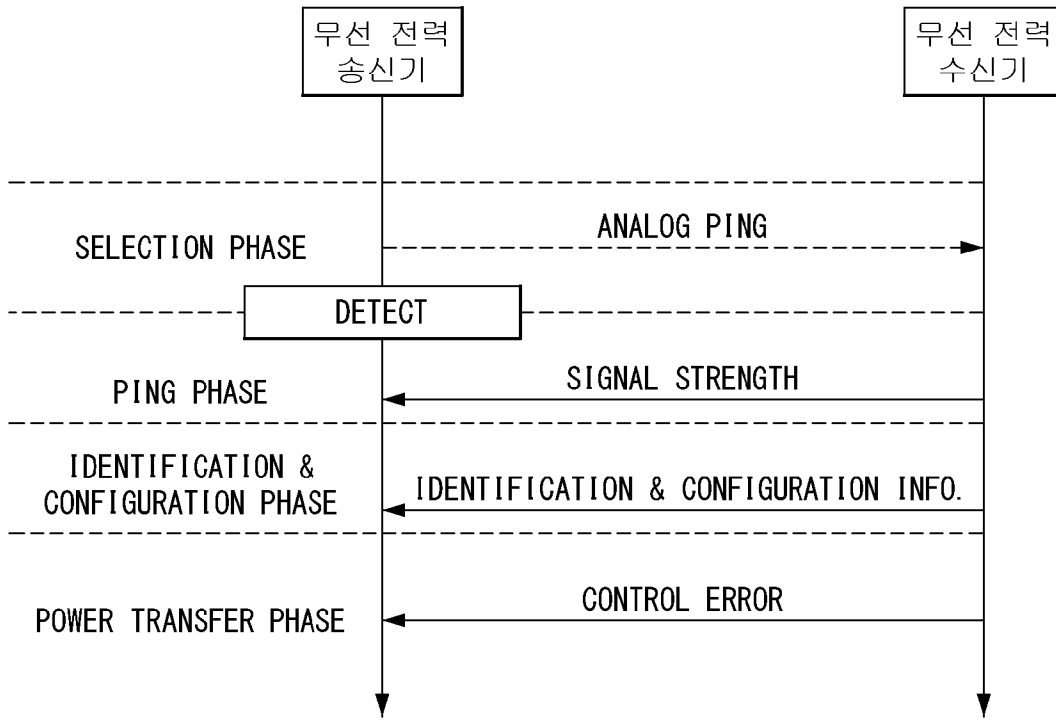 무선 전력
송신기
무선 전력
수신기
ANALOG PING
SELECTION PHASE
DETECT
SIGNAL STRENGTH
PING PHASE
IDENTIFICATION &
CONFIGURATION PHASE
IDENTIFICATION & CONFIGURATION INFO.
CONTROL ERROR
POWER TRANSFER PHASE